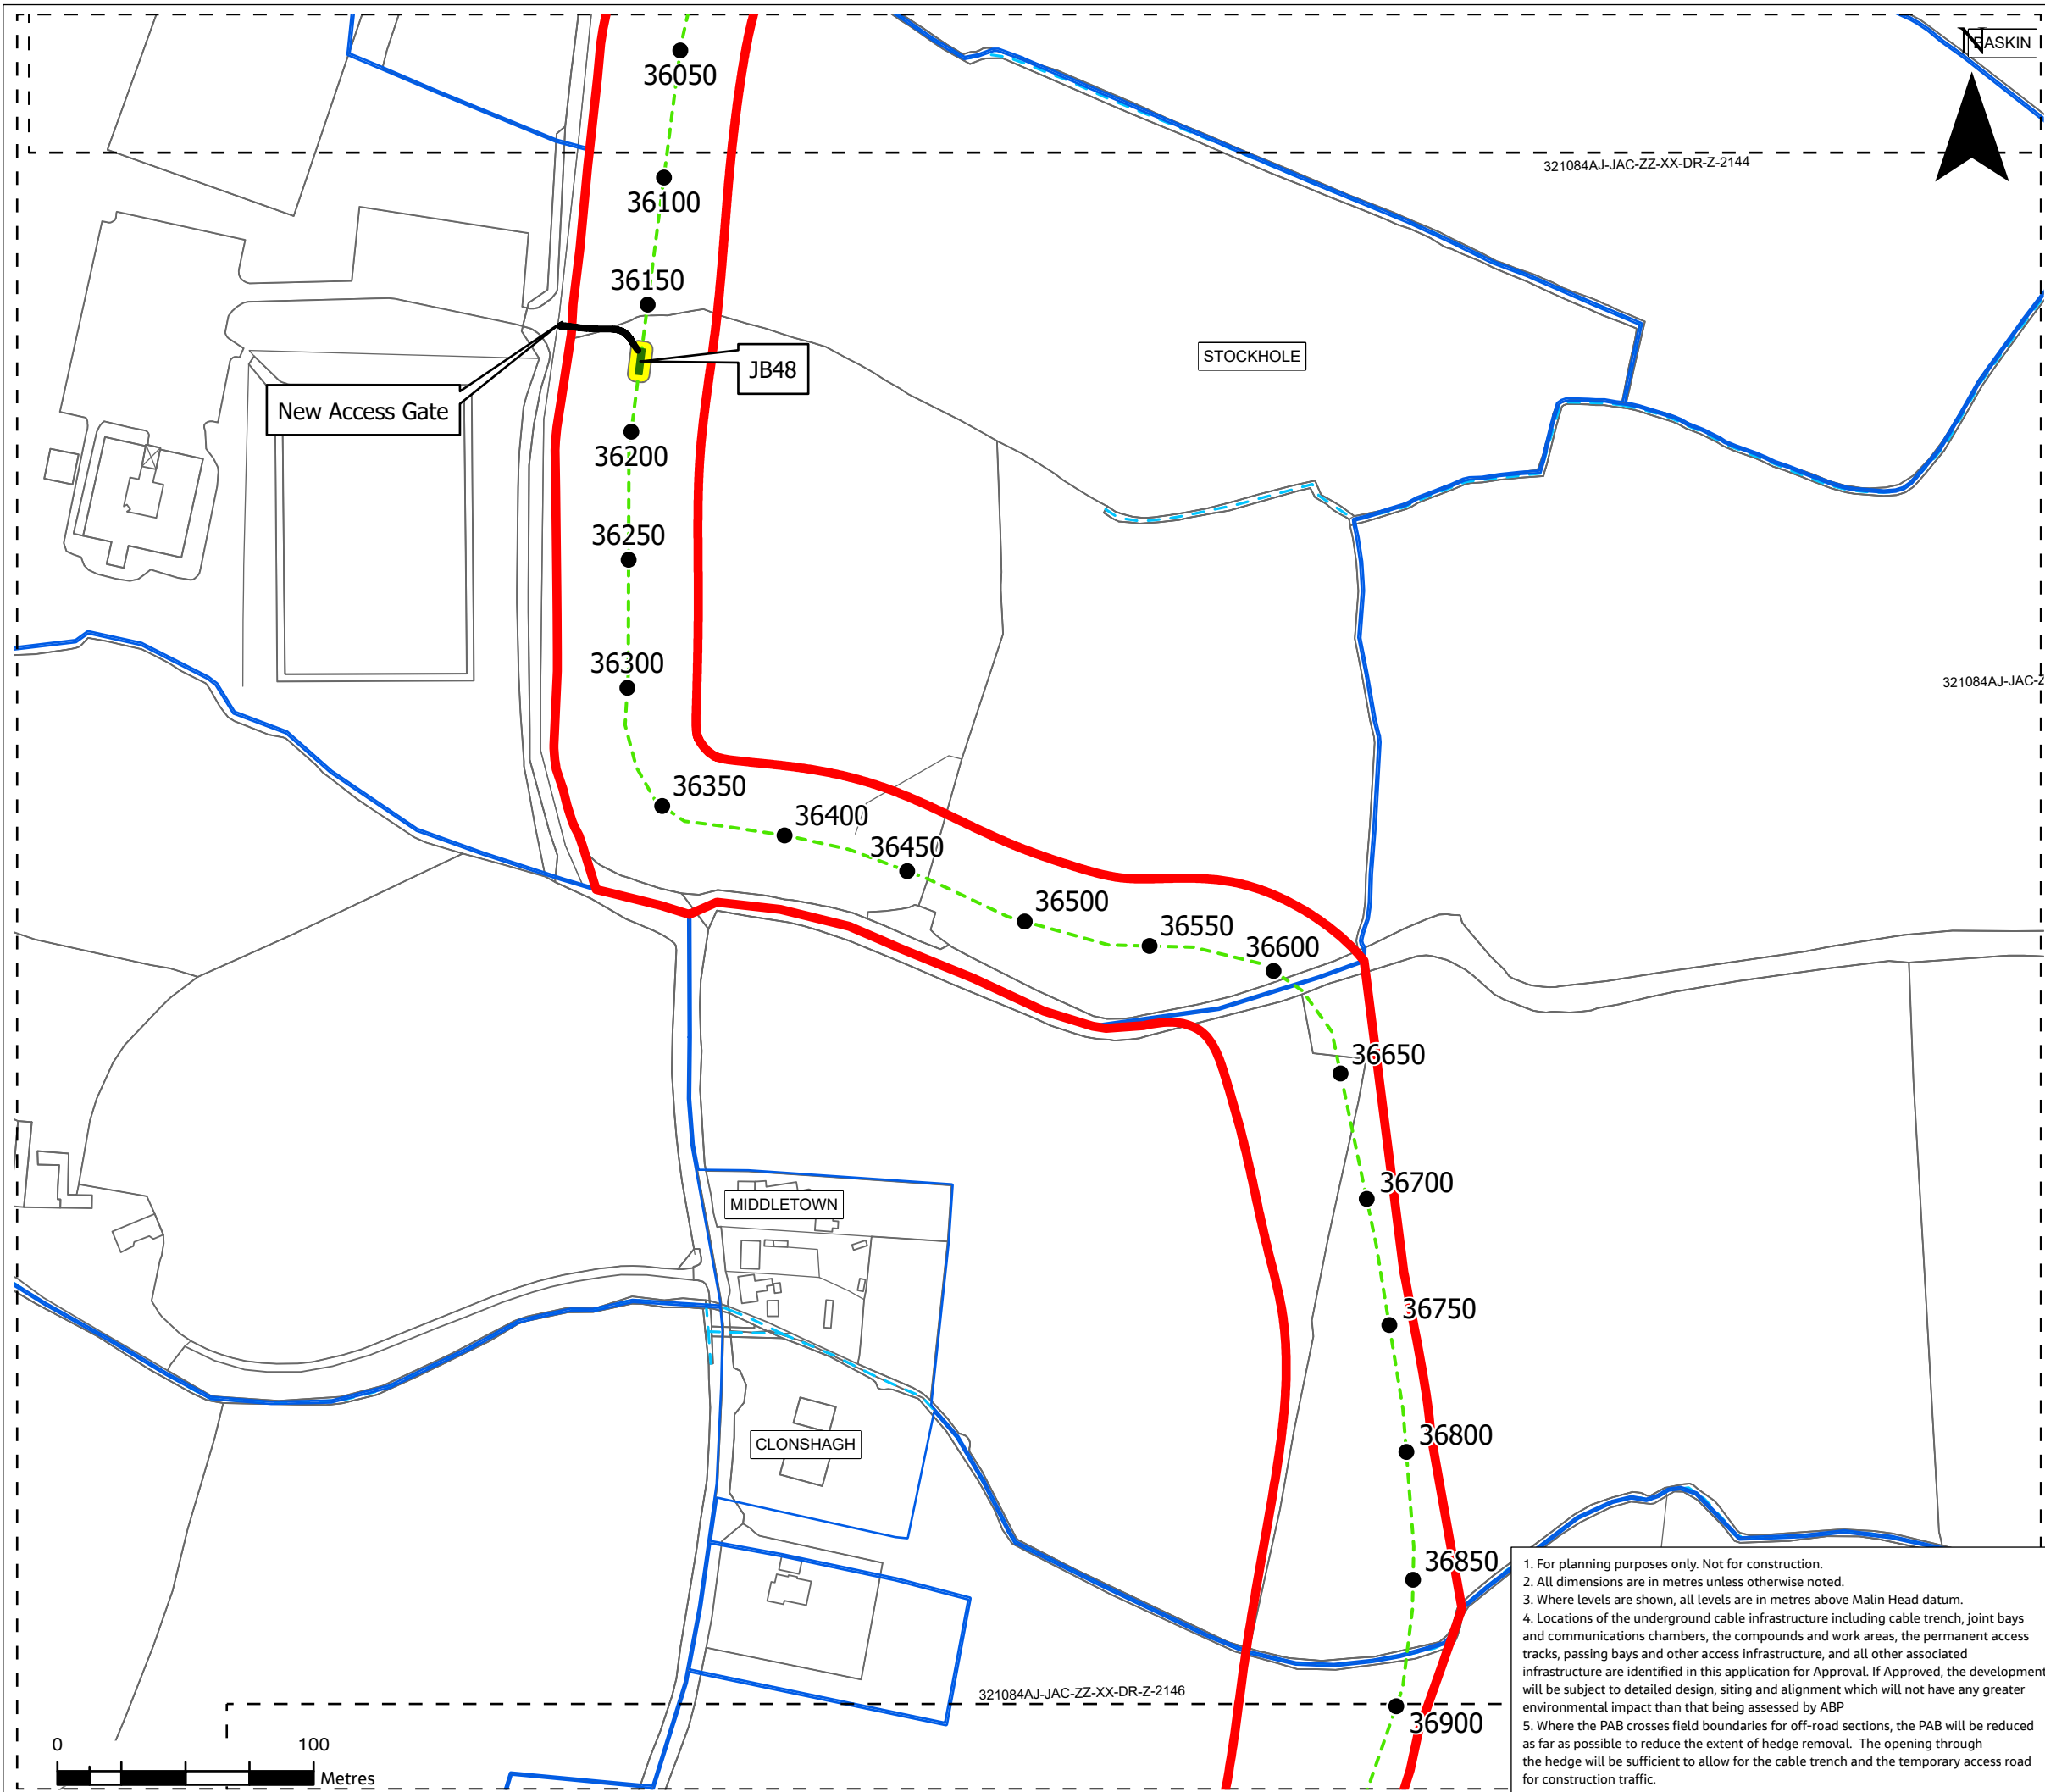 N
BASKIN
36050
321084AJ-JAC-ZZ-XX-DR-Z-2144
36100
36150
STOCKHOLE
JB48
New Access Gate
36200
36250
36300
321084AJ-JAC-Z
36350
36400
36450
36500
36550
36600
36650
36700
MIDDLETOWN
36750
36800
CLONSHAGH
36850
1. For planning purposes only. Not for construction.
2. All dimensions are in metres unless otherwise noted.
3. Where levels are shown, all levels are in metres above Malin Head datum.
4. Locations of the underground cable infrastructure including cable trench, joint bays
and communications chambers, the compounds and work areas, the permanent access
tracks, passing bays and other access infrastructure, and all other associated
infrastructure are identified in this application for Approval. If Approved, the development
will be subject to detailed design, siting and alignment which will not have any greater
environmental impact than that being assessed by ABP
5. Where the PAB crosses field boundaries for off-road sections, the PAB will be reduced
as far as possible to reduce the extent of hedge removal. The opening through
the hedge will be sufficient to allow for the cable trench and the temporary access road
for construction traffic.
321084AJ-JAC-ZZ-XX-DR-Z-2146
36900
0 100
Metres